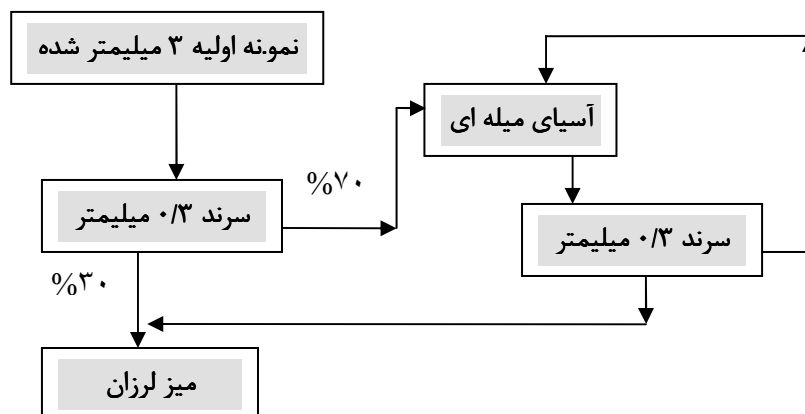 نمونه اولیه ۳ میلیمتر شده
آسیای میله ای
%۷۰
سرند ۰/۳ میلیمتر
سرند ۰/۳ میلیمتر
%۳۰
میز لرزان